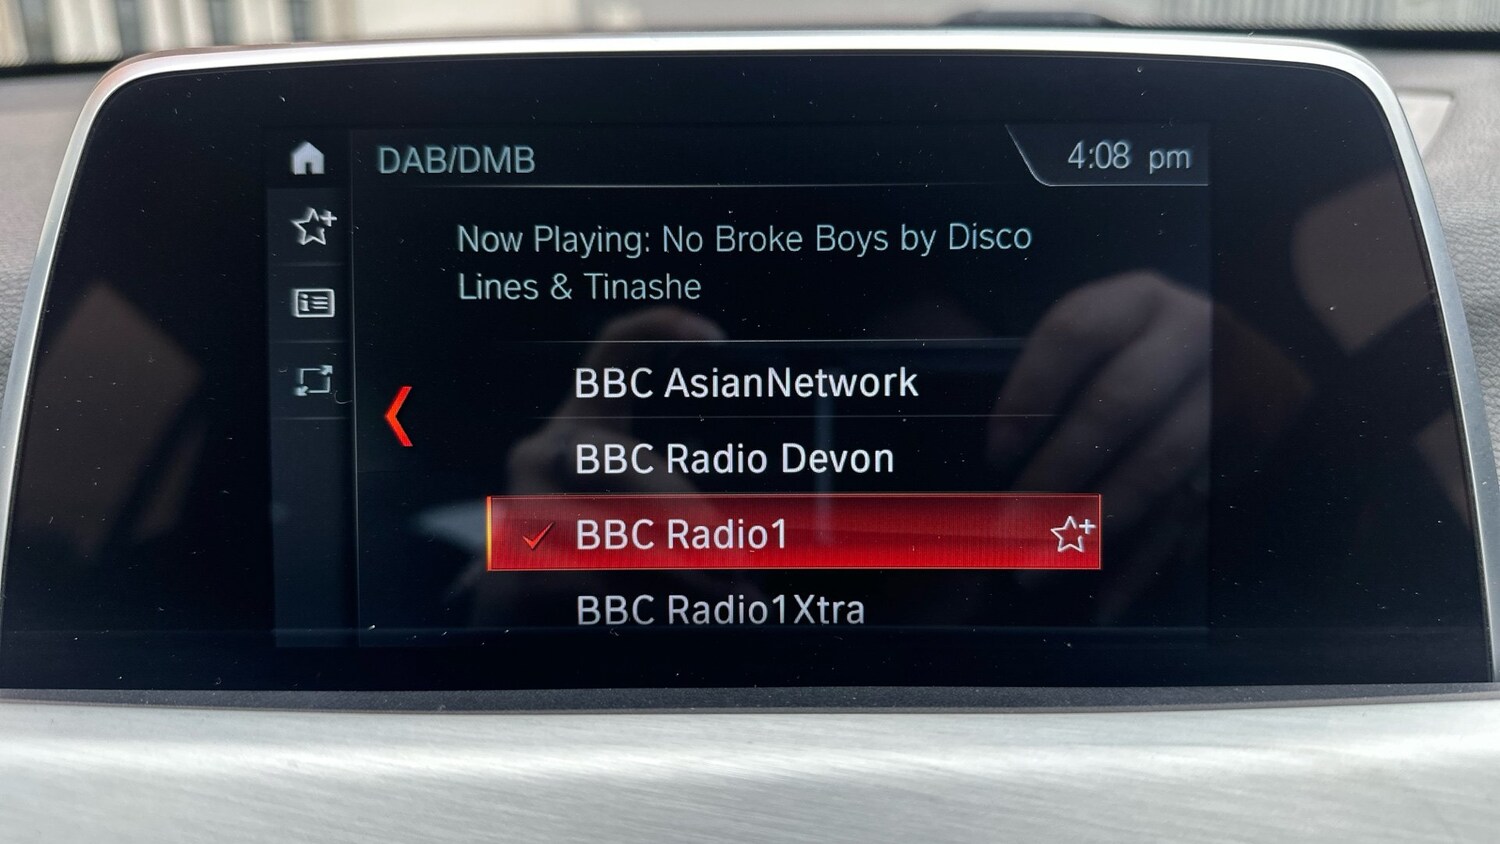 DAB/DMB
4:08 pm
Now Playing: No Broke Boys by Disco
Lines & Tinashe
BBC AsianNetwork
BBC Radio Devon
BBC Radio1
BBC Radio1Xtra